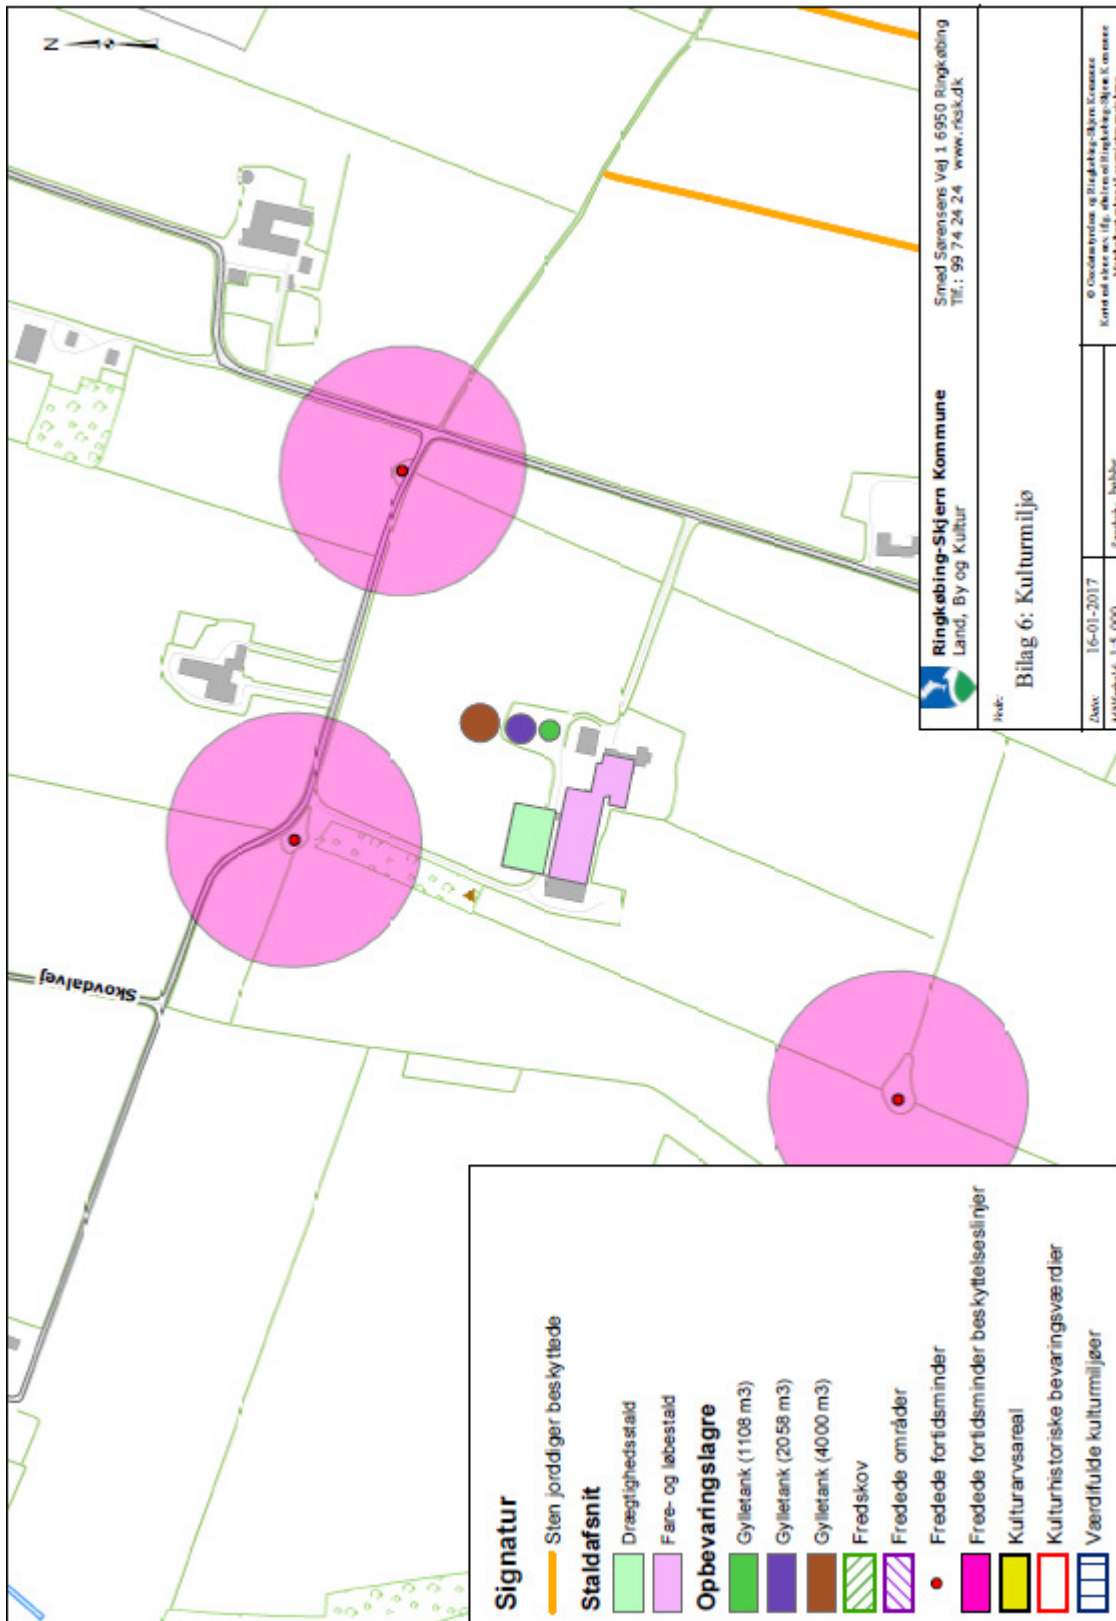 N
Skovdalvej
Signatur
Sten jorddiger beskyttede
Staldafsnit
Drægtighedsstald
Fare- og løbestald
Opbevaringslagre
Gylletank (1108 m3)
Gylletank (2058 m3)
Gylletank (4000 m3)
Fredskov
Fredede områder
Fredede fortidsminder
Fredede fortidsminder beskyttelseslinjer
Kulturarvsareal
Kulturhistoriske bevaringsværdier
Værdifulde kulturmiljøer
Ringkøbing-Skjern Kommune
Land, By og Kultur
Smed Sørensens Vej 1 6950 Ringkøbing
Tlf.: 99 74 24 24 www.rksk.dk
Vedr:
Bilag 6: Kulturmiljø
Dato: 16-01-2017